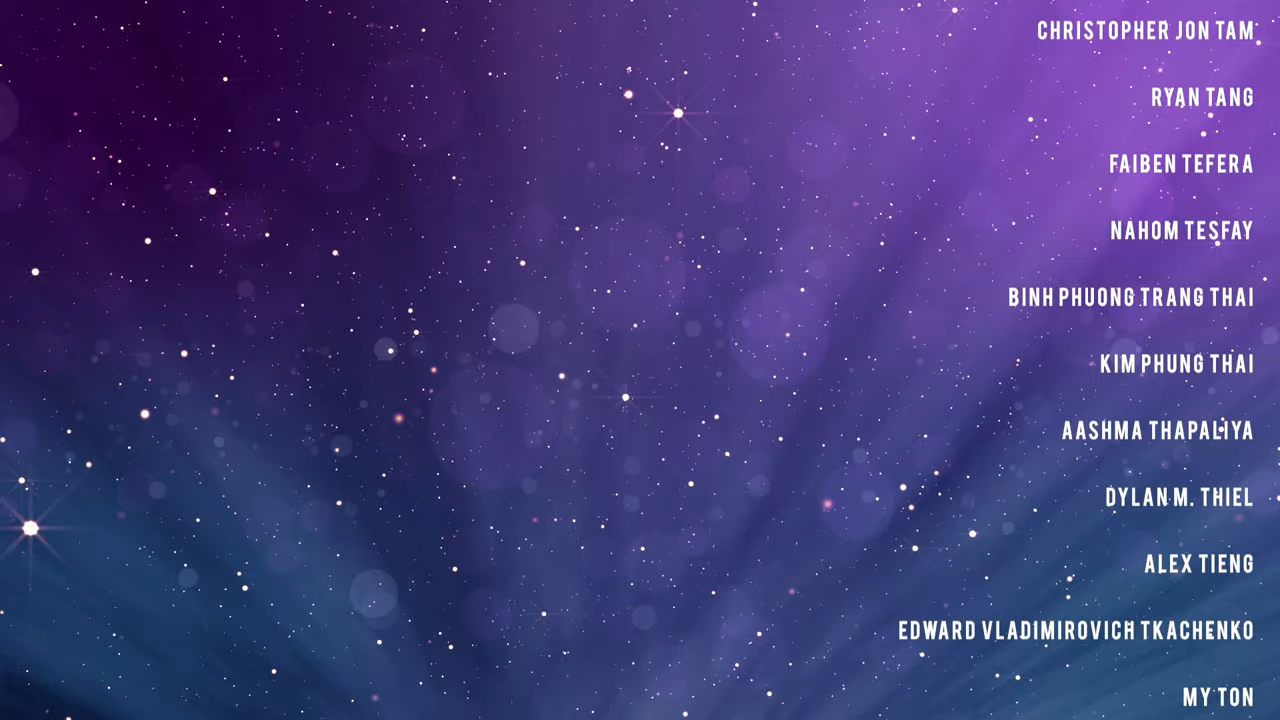 CHRISTOPHER JON TAM
RYAN TANG
FAIBEN TEFERA
NAHOM TESFAY
BINH PHUONG TRANG THAI
KIM PHUNG THAI
AASHMA THAPALIYA
DYLAN M. THIEL
ALEX TIENG
EDWARD VLADIMIROVICH TKACHENKO
MY TON